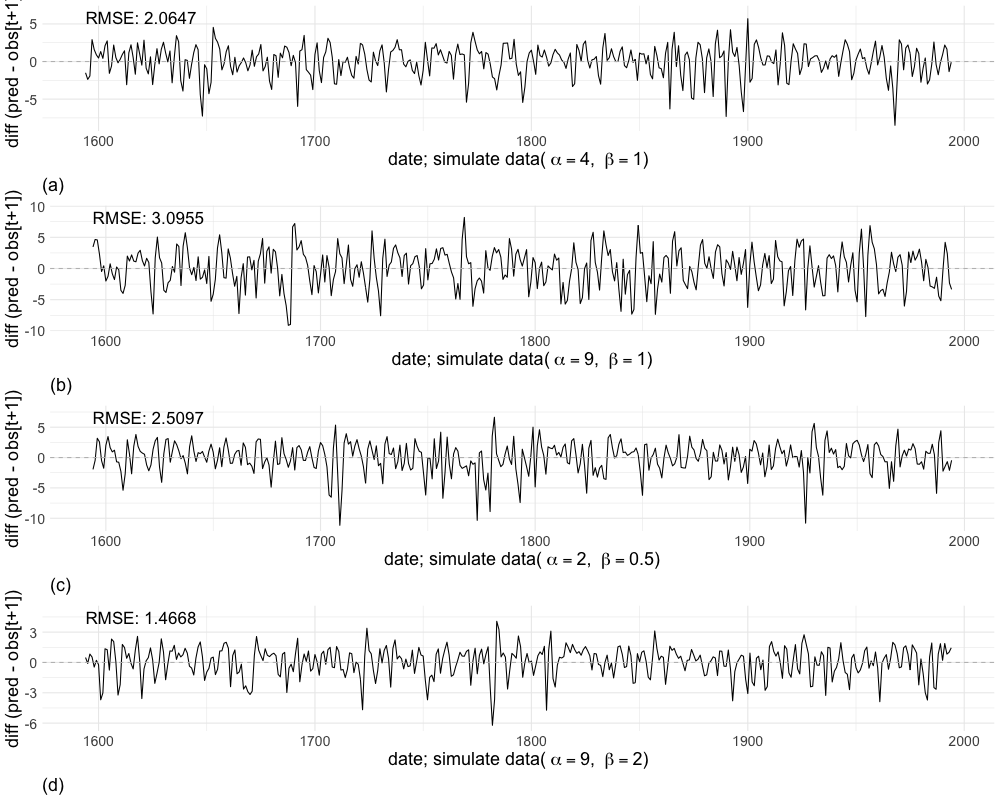 diff (pred - obs[t+1])
RMSE: 2.0647
5
0
-5
1600 1700 1800 1900 2000
date; simulate data( α = 4, β = 1)
(a)
diff (pred - obs[t+1])
RMSE: 3.0955
10
5
0
-5
-10
1600 1700 1800 1900 2000
date; simulate data( α = 9, β = 1)
(b)
diff (pred - obs[t+1])
RMSE: 2.5097
5
0
-5
-10
1600 1700 1800 1900 2000
date; simulate data( α = 2, β = 0.5)
(c)
diff (pred - obs[t+1])
RMSE: 1.4668
3
0
-3
-6
1600 1700 1800 1900 2000
date; simulate data( α = 9, β = 2)
(d)